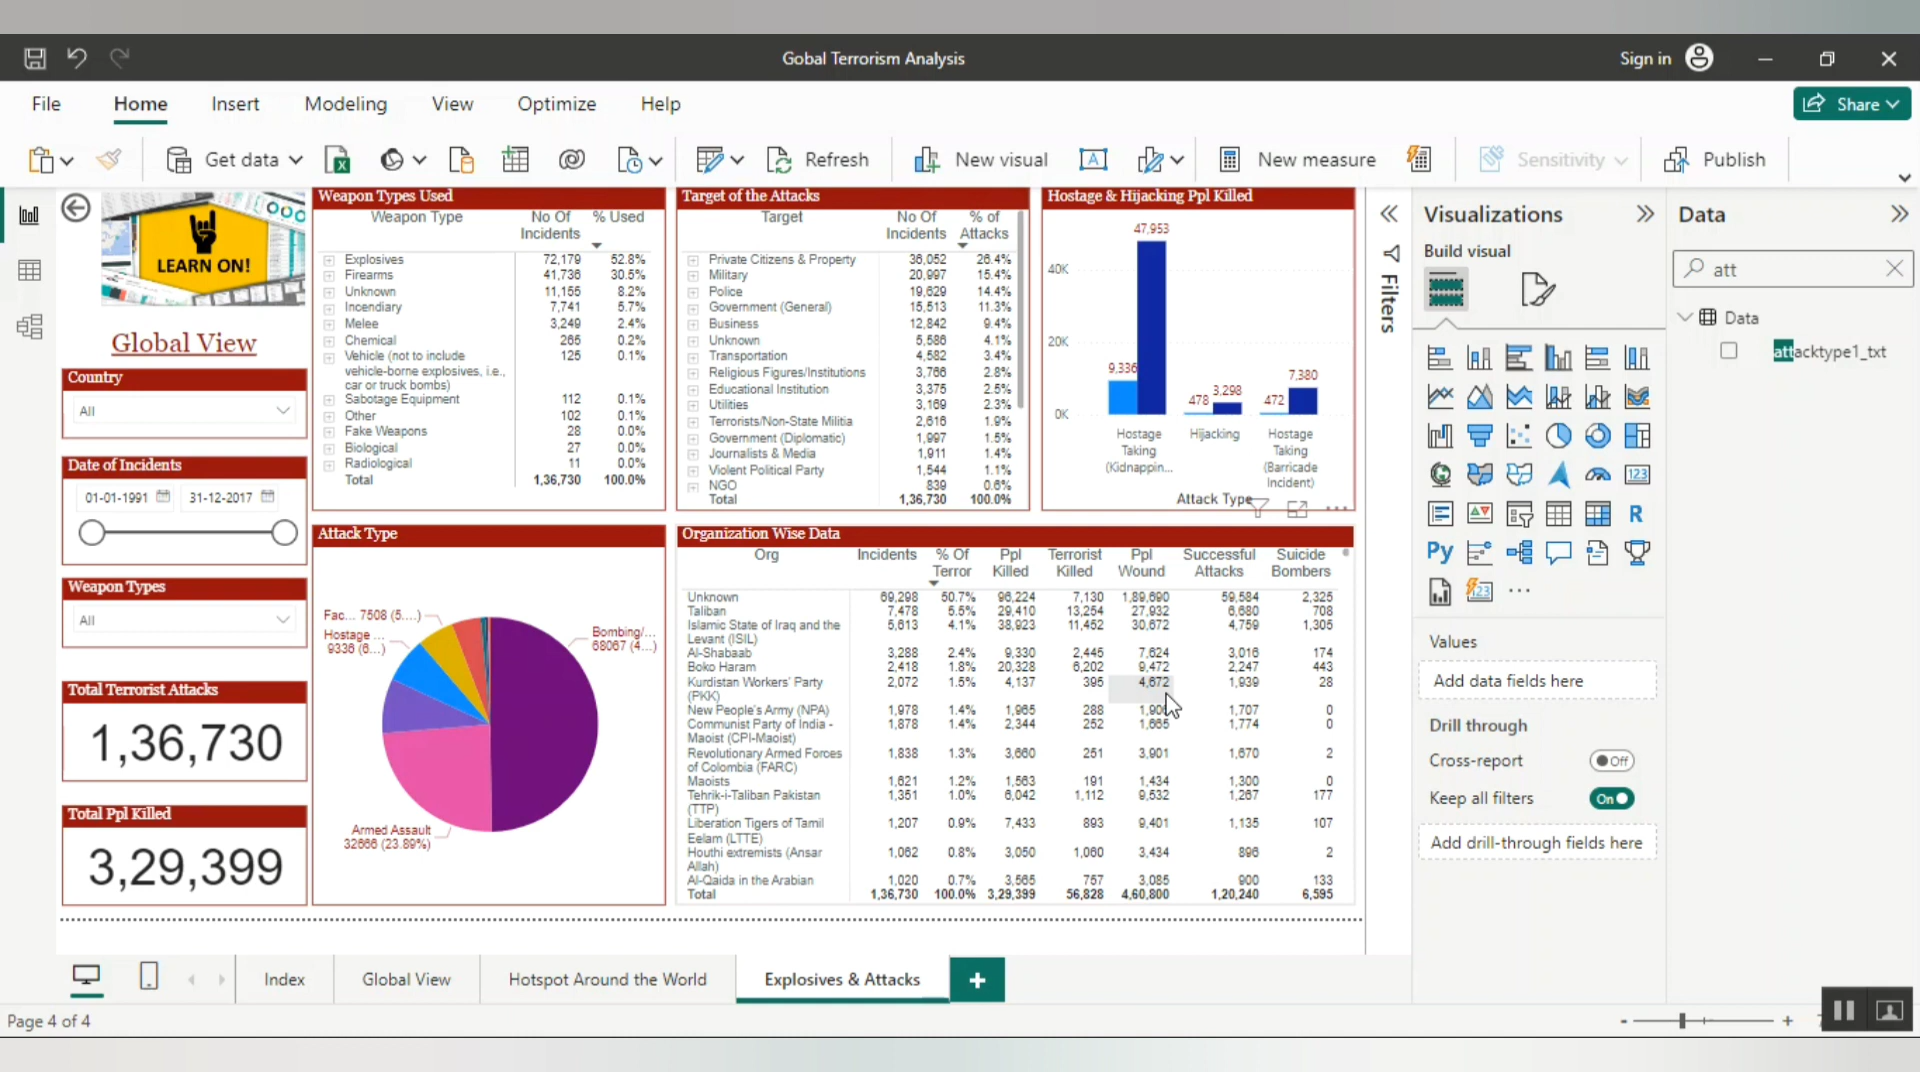 Gobal Terrorism Analysis
Sign in
File
Home
Insert
Modeling
View
Optimize
Help
Share
Get data
Refresh
New visual
New measure
Sensitivity
Publish
LEARN ON!
Global View
Country
All
Date of Incidents
01-01-1991
31-12-2017
Weapon Types
All
Total Terrorist Attacks
1,36,730
Total Ppl Killed
3,29,399
Weapon Types Used
Weapon Type No Of Incidents % Used
Explosives 72,179 52.8%
Firearms 41,736 30.5%
Unknown 11,155 8.2%
Incendiary 7,741 5.7%
Melee 3,249 2.4%
Chemical 265 0.2%
Vehicle (not to include 125 0.1%
vehicle-borne explosives, i.e.,
car or truck bombs)
Sabotage Equipment 112 0.1%
Other 102 0.1%
Fake Weapons 28 0.0%
Biological 27 0.0%
Radiological 11 0.0%
Total 1,36,730 100.0%
Target of the Attacks
Target No Of Incidents % of Attacks
Private Citizens & Property 36,052 26.4%
Military 20,997 15.4%
Police 19,629 14.4%
Government (General) 15,513 11.3%
Business 12,842 9.4%
Unknown 5,586 4.1%
Transportation 4,582 3.4%
Religious Figures/Institutions 3,766 2.8%
Educational Institution 3,375 2.5%
Utilities 3,169 2.3%
Terrorists/Non-State Militia 2,616 1.9%
Government (Diplomatic) 1,997 1.5%
Journalists & Media 1,911 1.4%
Violent Political Party 1,544 1.1%
NGO 839 0.6%
Total 1,36,730 100.0%
Hostage & Hijacking Ppl Killed
47,953
40K
20K
9,336
7,380
478 3,298
472
0K
Hostage
Taking
(Kidnappin...
Hijacking
Hostage
Taking
(Barricade
Incident)
Attack Type
Attack Type
Fac... 7508 (5....)
Hostage ...
9336 (6...)
Bombing/...
68067 (4...)
Armed Assault
32666 (23.89%)
Organization Wise Data
Org Incidents % Of Terror Ppl Killed Terrorist Killed Ppl Wound Successful Attacks Suicide Bombers
Unknown 69,298 50.7% 96,224 7,130 1,89,690 59,584 2,325
Taliban 7,478 5.5% 29,410 13,254 27,932 6,680 708
Islamic State of Iraq and the 5,613 4.1% 38,923 11,452 30,672 4,759 1,305
Levant (ISIL)
Al-Shabaab 3,288 2.4% 9,330 2,445 7,624 3,016 174
Boko Haram 2,418 1.8% 20,328 6,202 9,472 2,247 443
Kurdistan Workers' Party 2,072 1.5% 4,137 395 4,672 1,939 28
(PKK)
New People's Army (NPA) 1,978 1.4% 1,965 288 1,707 0
Communist Party of India - 1,878 1.4% 2,344 252 1,665 1,774 0
Maoist (CPI-Maoist)
Revolutionary Armed Forces 1,838 1.3% 3,660 251 3,901 1,670 2
of Colombia (FARC)
Maoists 1,621 1.2% 1,563 191 1,434 1,300 0
Tehrik-i-Taliban Pakistan 1,351 1.0% 6,042 1,112 9,532 1,267 177
(TTP)
Liberation Tigers of Tamil 1,207 0.9% 7,433 893 9,401 1,135 107
Eelam (LTTE)
Houthi extremists (Ansar 1,062 0.8% 3,050 1,060 3,434 896 2
Allah)
Al-Qaida in the Arabian 1,020 0.7% 3,565 757 3,085 900 133
Total 1,36,730 100.0% 3,29,399 56,828 4,60,800 1,20,240 6,595
Filters
Visualizations
Build visual
123
R
Py
123
Values
Add data fields here
Drill through
Cross-report
Off
Keep all filters
On
Add drill-through fields here
Data
att
Data
attacktype1_txt
Index
Global View
Hotspot Around the World
Explosives & Attacks
+
Page 4 of 4
- +